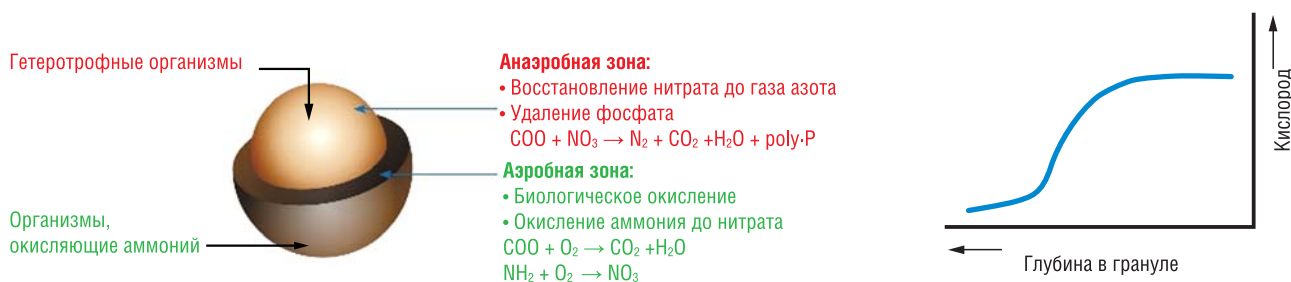 Гетеротрофные организмы
Организмы,
окисляющие аммоний
Анаэробная зона:
• Восстановление нитрата до газа азота
• Удаление фосфата
COO + NO₃ → N₂ + CO₂ +H₂O + poly·P
Аэробная зона:
• Биологическое окисление
• Окисление аммония до нитрата
COO + O₂ → CO₂ +H₂O
NH₂ + O₂ → NO₃
Кислород
Глубина в грануле